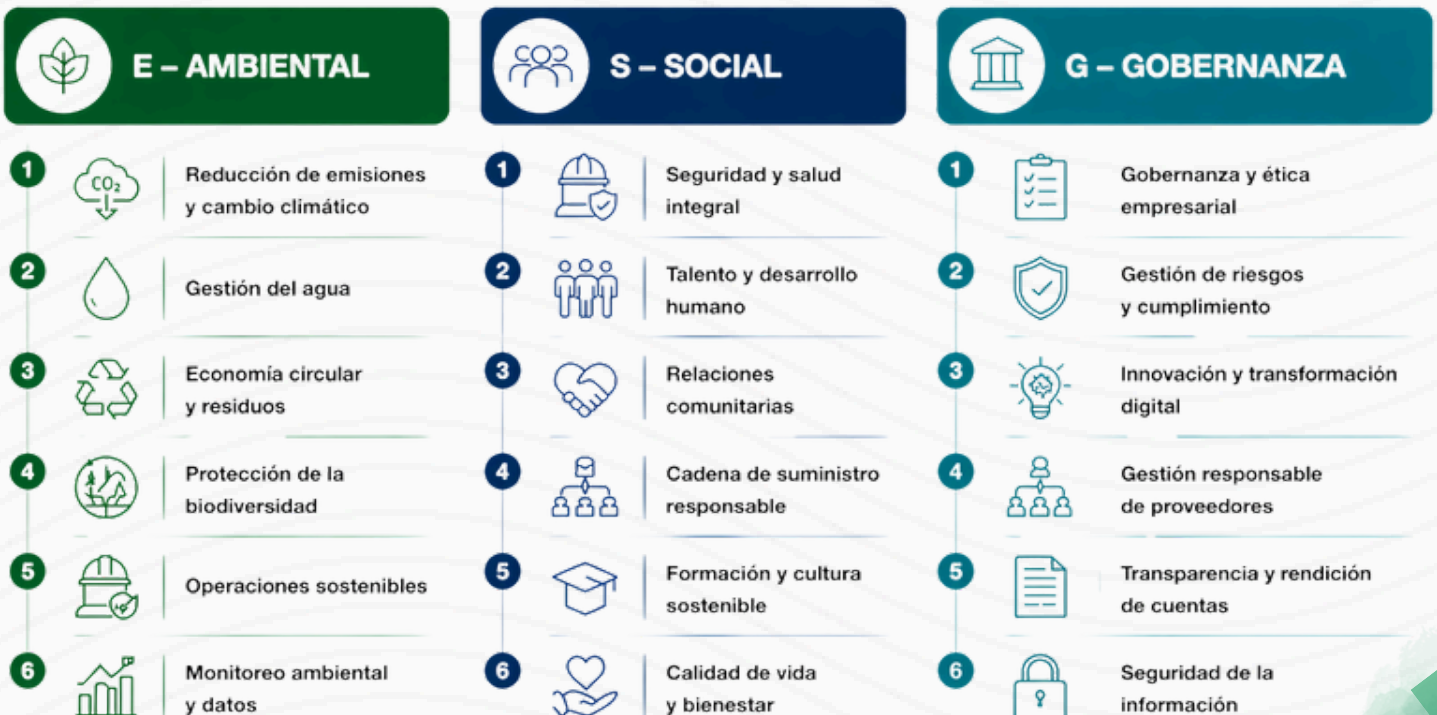 E – AMBIENTAL
1
CO₂
Reducción de emisiones
y cambio climático
2
Gestión del agua
3
Economía circular
y residuos
4
Protección de la
biodiversidad
5
Operaciones sostenibles
6
Monitoreo ambiental
y datos
S – SOCIAL
1
Seguridad y salud
integral
2
Talento y desarrollo
humano
3
Relaciones
comunitarias
4
Cadena de suministro
responsable
5
Formación y cultura
sostenible
6
Calidad de vida
y bienestar
G – GOBERNANZA
1
Gobernanza y ética
empresarial
2
Gestión de riesgos
y cumplimiento
3
Innovación y transformación
digital
4
Gestión responsable
de proveedores
5
Transparencia y rendición
de cuentas
6
Seguridad de la
información